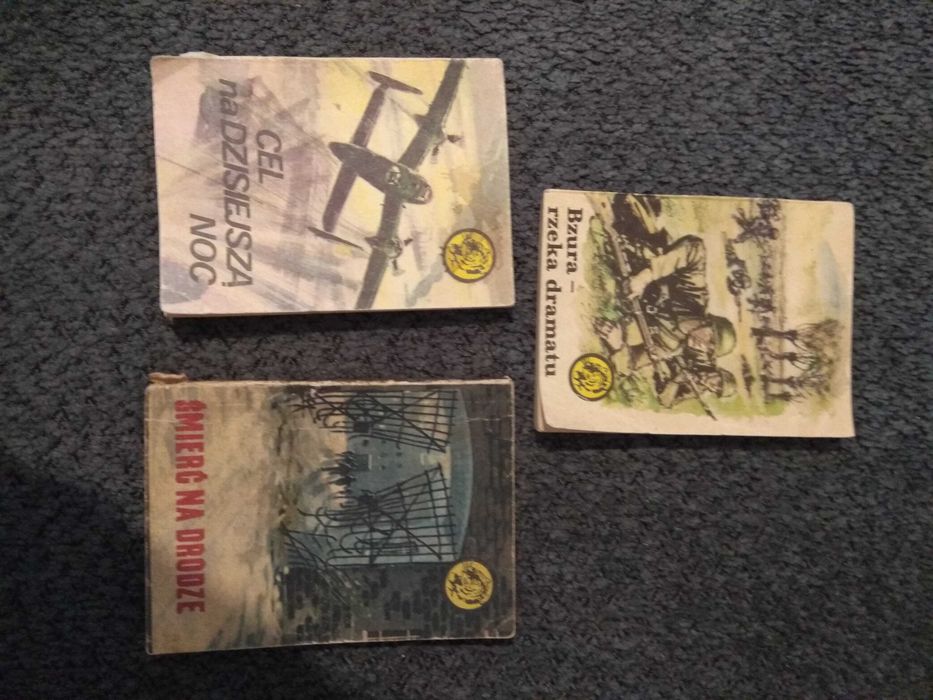 CEL
na DZISIEJSZĄ
NOC
Bzura –
rzeka dramatu
ŚMIERĆ NA DRODZE